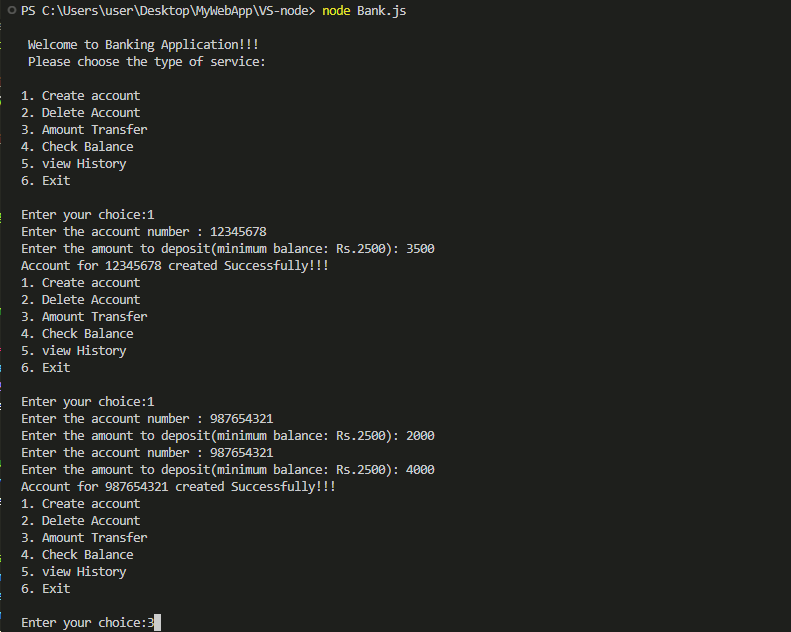 PS C:\Users\user\Desktop\MyWebApp\VS-node> node Bank.js
Welcome to Banking Application!!!
Please choose the type of service:
1. Create account
2. Delete Account
3. Amount Transfer
4. Check Balance
5. view History
6. Exit
Enter your choice:1
Enter the account number : 12345678
Enter the amount to deposit(minimum balance: Rs.2500): 3500
Account for 12345678 created Successfully!!!
1. Create account
2. Delete Account
3. Amount Transfer
4. Check Balance
5. view History
6. Exit
Enter your choice:1
Enter the account number : 987654321
Enter the amount to deposit(minimum balance: Rs.2500): 2000
Enter the account number : 987654321
Enter the amount to deposit(minimum balance: Rs.2500): 4000
Account for 987654321 created Successfully!!!
1. Create account
2. Delete Account
3. Amount Transfer
4. Check Balance
5. view History
6. Exit
Enter your choice:3